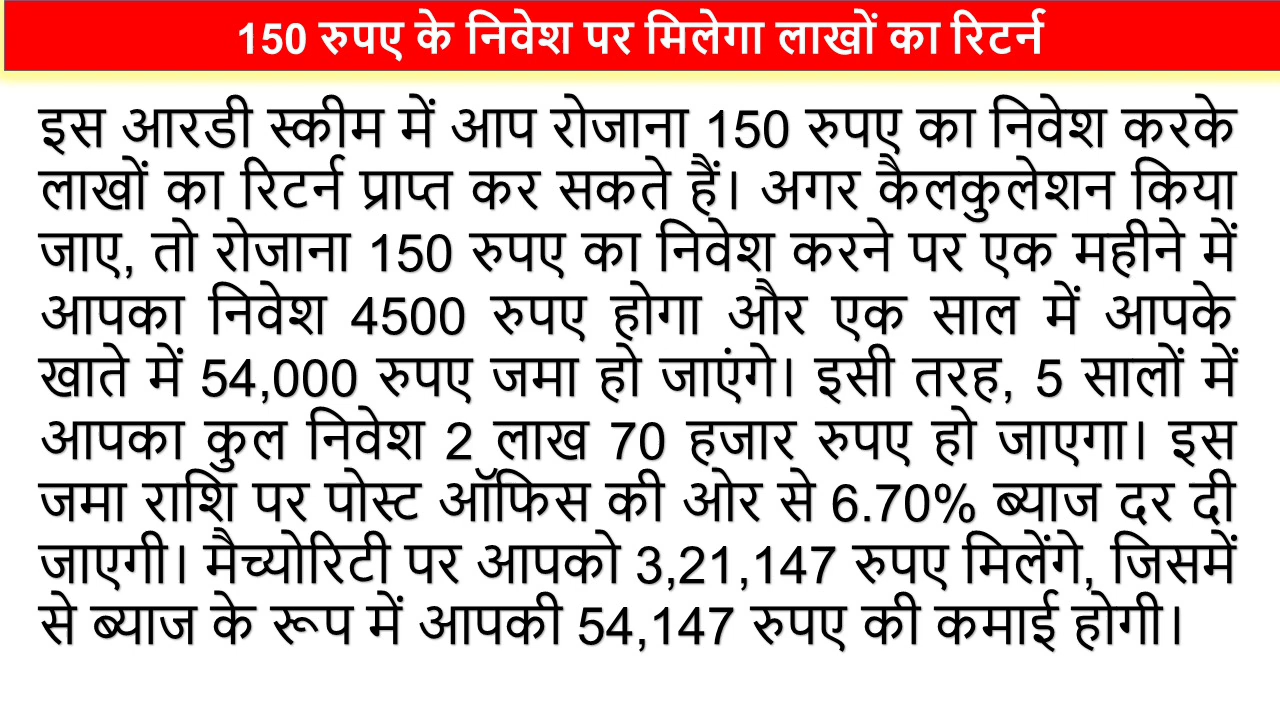 150 रुपए के निवेश पर मिलेगा लाखों का रिटर्न
इस आरडी स्कीम में आप रोजाना 150 रुपए का निवेश करके
लाखों का रिटर्न प्राप्त कर सकते हैं। अगर कैलकुलेशन किया
जाए, तो रोजाना 150 रुपए का निवेश करने पर एक महीने में
आपका निवेश 4500 रुपए होगा और एक साल में आपके
खाते में 54,000 रुपए जमा हो जाएंगे। इसी तरह, 5 सालों में
आपका कुल निवेश 2 लाख 70 हजार रुपए हो जाएगा। इस
जमा राशि पर पोस्ट ऑफिस की ओर से 6.70% ब्याज दर दी
जाएगी। मैच्योरिटी पर आपको 3,21,147 रुपए मिलेंगे, जिसमें
से ब्याज के रूप में आपकी 54,147 रुपए की कमाई होगी।